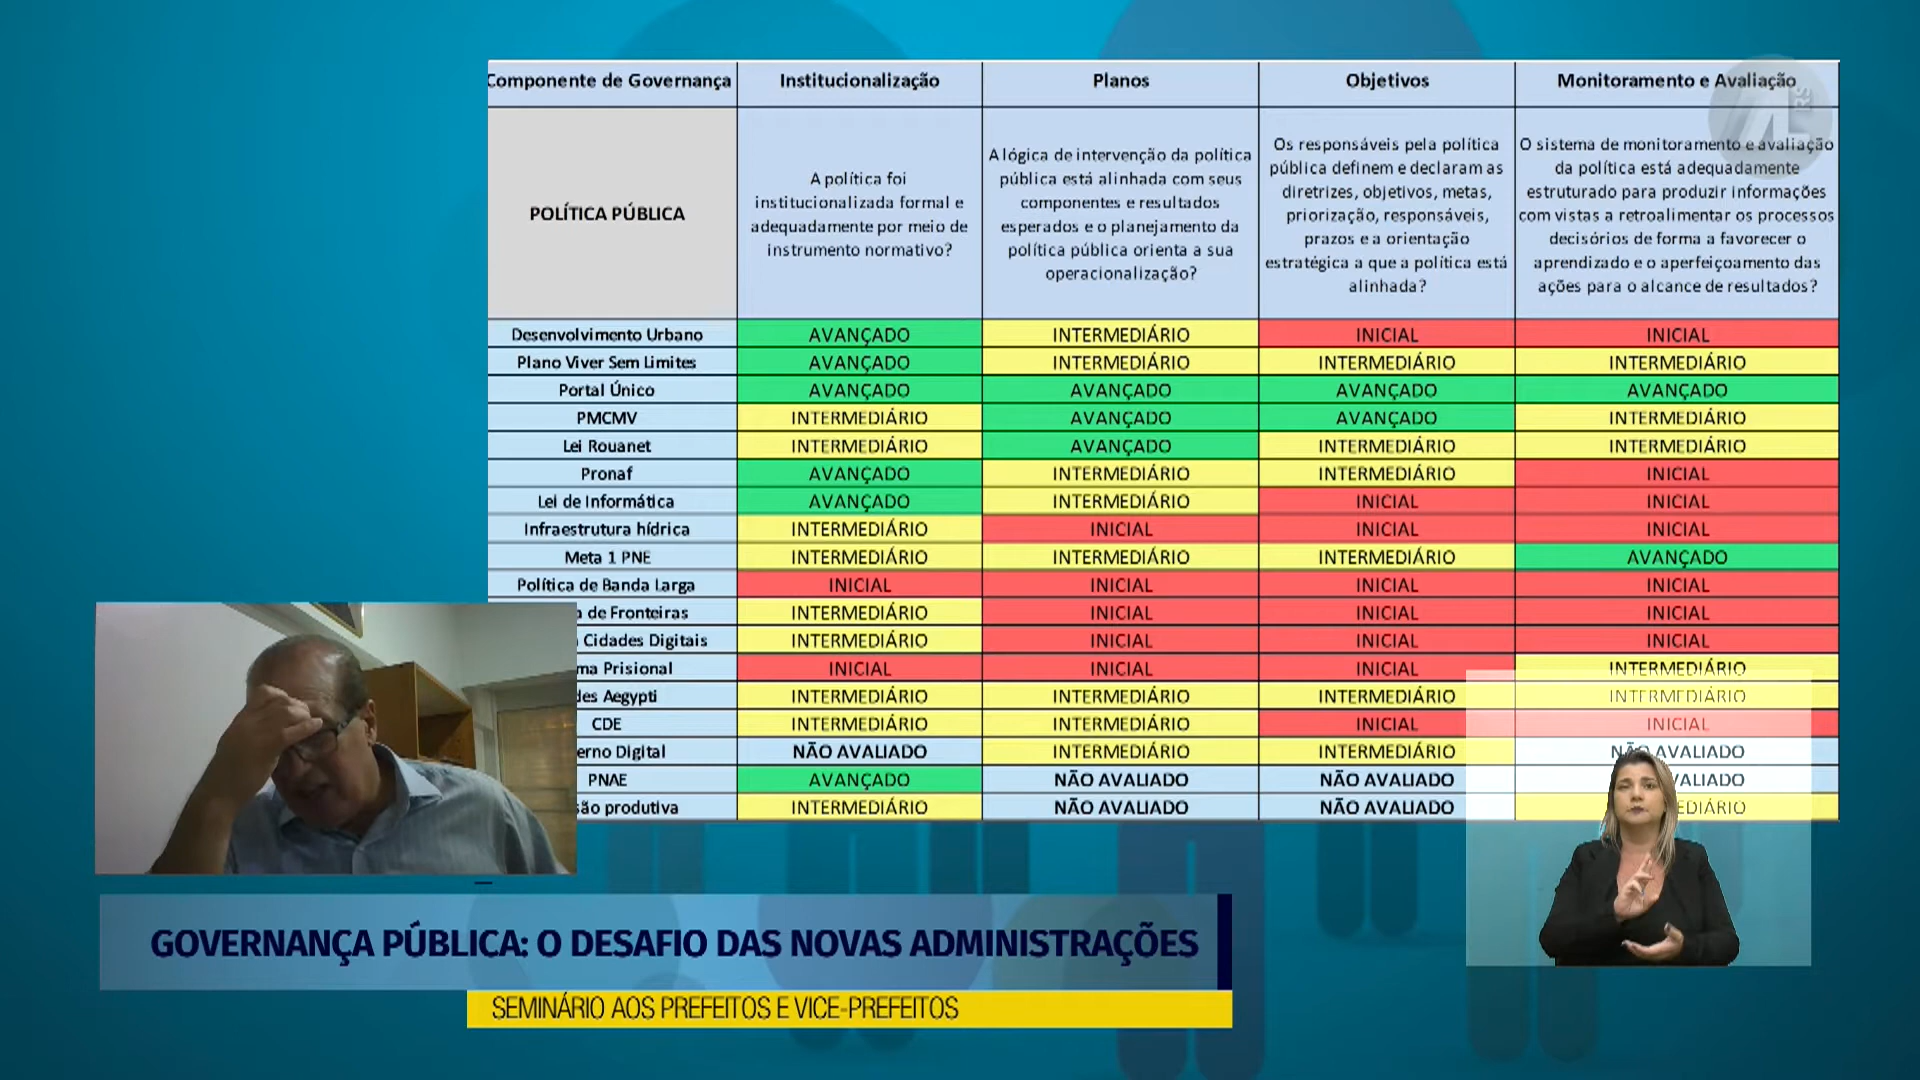 Componente de Governança Institucionalização Planos Objetivos Monitoramento e Avaliação
POLÍTICA PÚBLICA
A política foi
institucionalizada formal e
adequadamente por meio de
instrumento normativo?
A lógica de intervenção da política
pública está alinhada com seus
componentes e resultados
esperados e o planejamento da
política pública orienta a sua
operacionalização?
Os responsáveis pela política
pública definem e declaram as
diretrizes, objetivos, metas,
priorização, responsáveis,
prazos e a orientação
estratégica a que a política está
alinhada?
O sistema de monitoramento e avaliação
da política está adequadamente
estruturado para produzir informações
com vistas a retroalimentar os processos
decisórios de forma a favorecer o
aprendizado e o aperfeiçoamento das
ações para o alcance de resultados?
Desenvolvimento Urbano AVANÇADO INTERMEDIÁRIO INICIAL INICIAL
Plano Viver Sem Limites AVANÇADO INTERMEDIÁRIO INTERMEDIÁRIO INTERMEDIÁRIO
Portal Único AVANÇADO AVANÇADO AVANÇADO AVANÇADO
PMCMV INTERMEDIÁRIO AVANÇADO AVANÇADO INTERMEDIÁRIO
Lei Rouanet INTERMEDIÁRIO AVANÇADO INTERMEDIÁRIO INTERMEDIÁRIO
Pronaf AVANÇADO INTERMEDIÁRIO INTERMEDIÁRIO INICIAL
Lei de Informática AVANÇADO INTERMEDIÁRIO INICIAL INICIAL
Infraestrutura hídrica INTERMEDIÁRIO INICIAL INICIAL INICIAL
Meta 1 PNE INTERMEDIÁRIO INTERMEDIÁRIO INTERMEDIÁRIO AVANÇADO
Política de Banda Larga INICIAL INICIAL INICIAL INICIAL
de Fronteiras INTERMEDIÁRIO INICIAL INICIAL INICIAL
Cidades Digitais INTERMEDIÁRIO INICIAL INICIAL INICIAL
ma Prisional INICIAL INICIAL INICIAL INTERMEDIÁRIO
des Aegypti INTERMEDIÁRIO INTERMEDIÁRIO INTERMEDIÁRIO INTERMEDIÁRIO
CDE INTERMEDIÁRIO INTERMEDIÁRIO INICIAL INICIAL
erno Digital NÃO AVALIADO INTERMEDIÁRIO INTERMEDIÁRIO NÃO AVALIADO
PNAE AVANÇADO NÃO AVALIADO NÃO AVALIADO VALIADO
são produtiva INTERMEDIÁRIO NÃO AVALIADO NÃO AVALIADO EDIÁRIO
GOVERNANÇA PÚBLICA: O DESAFIO DAS NOVAS ADMINISTRAÇÕES
SEMINÁRIO AOS PREFEITOS E VICE-PREFEITOS